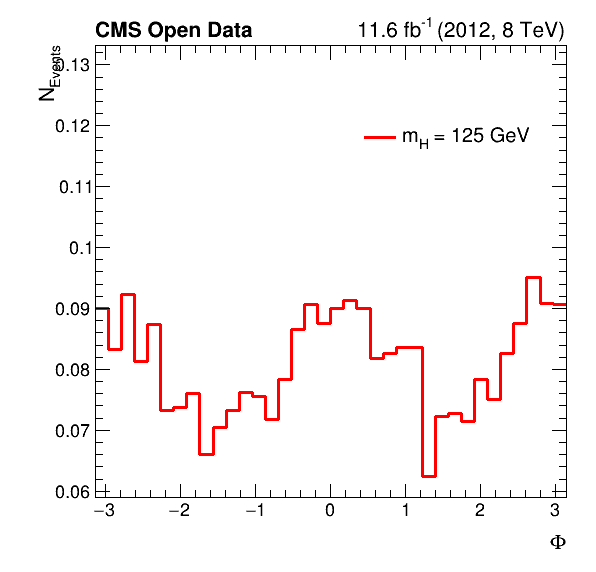 CMS Open Data 11.6 fb-1 (2012, 8 TeV)
NEvents
0.13
0.12
mH = 125 GeV
0.11
0.1
0.09
0.08
0.07
0.06
−3 −2 −1 0 1 2 3
Φ